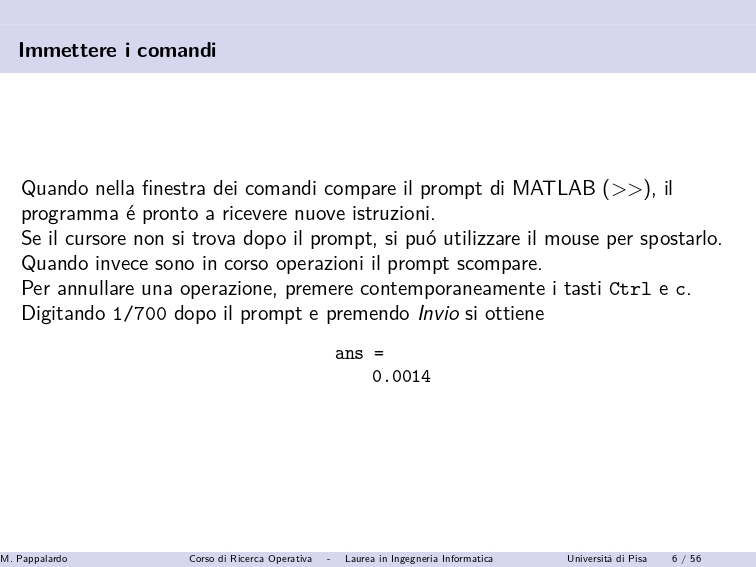 Immettere i comandi
Quando nella finestra dei comandi compare il prompt di MATLAB (>>), il
programma é pronto a ricevere nuove istruzioni.
Se il cursore non si trova dopo il prompt, si puó utilizzare il mouse per spostarlo.
Quando invece sono in corso operazioni il prompt scompare.
Per annullare una operazione, premere contemporaneamente i tasti Ctrl e c.
Digitando 1/700 dopo il prompt e premendo Invio si ottiene
ans =
0.0014
M. Pappalardo Corso di Ricerca Operativa - Laurea in Ingegneria Informatica Universitá di Pisa 6 / 56